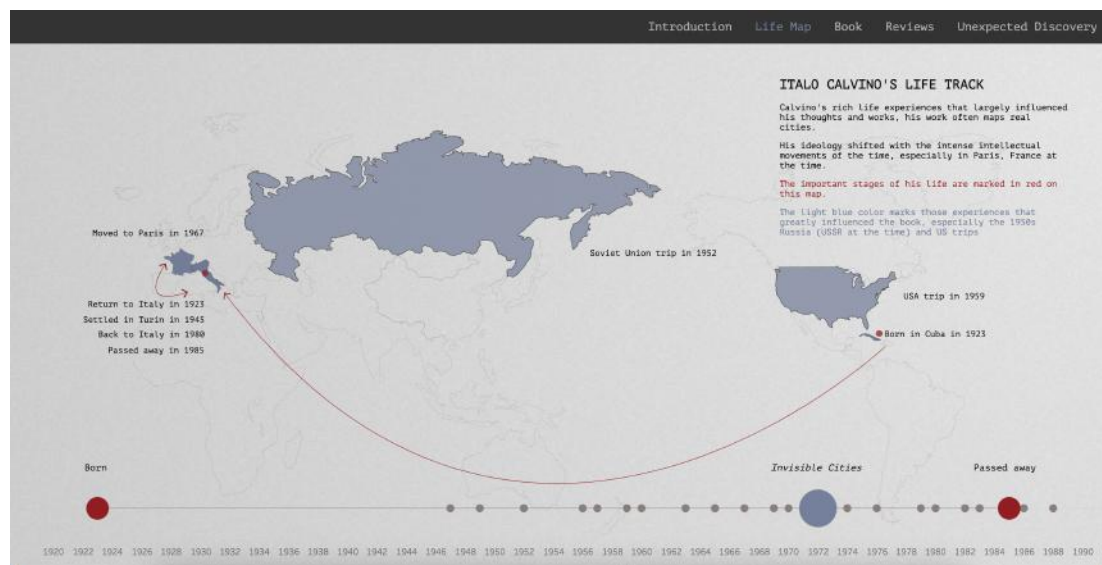 Introduction Life Map Book Reviews Unexpected Discovery
ITALO CALVINO'S LIFE TRACK
Calvino's rich life experiences that largely influenced
his thoughts and works, his work often maps real
cities.
His ideology shifted with the intense intellectual
movements of the time, especially in Paris, France at
the time.
The important stages of his life are marked in red on
this map.
The light blue color marks those experiences that
greatly influenced the book, especially the 1950s
Russia (USSR at the time) and US trips
Moved to Paris in 1967
Soviet Union trip in 1952
USA trip in 1959
Return to Italy in 1923
Settled in Turin in 1945
Back to Italy in 1980
Passed away in 1985
Born in Cuba in 1923
Born
Invisible Cities
Passed away
1920 1922 1924 1926 1928 1930 1932 1934 1936 1938 1940 1942 1944 1946 1948 1950 1952 1954 1956 1958 1960 1962 1964 1966 1968 1970 1972 1974 1976 1978 1980 1982 1984 1986 1988 1990